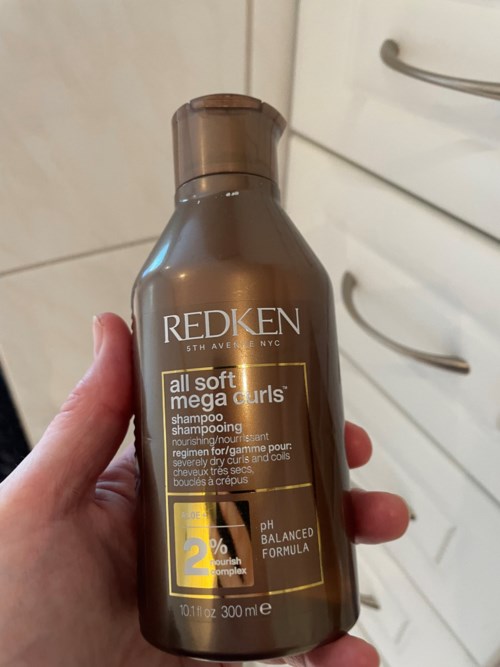 REDKEN
5TH AVENUE NYC
all soft
mega curls™
shampoo
shampooing
nourishing/nourrissant
regimen for/gamme pour:
severely dry curls and coils
cheveux très secs,
bouclés à crépus
2%
nourish
complex
pH
BALANCED
FORMULA
10.1 fl oz 300 ml e